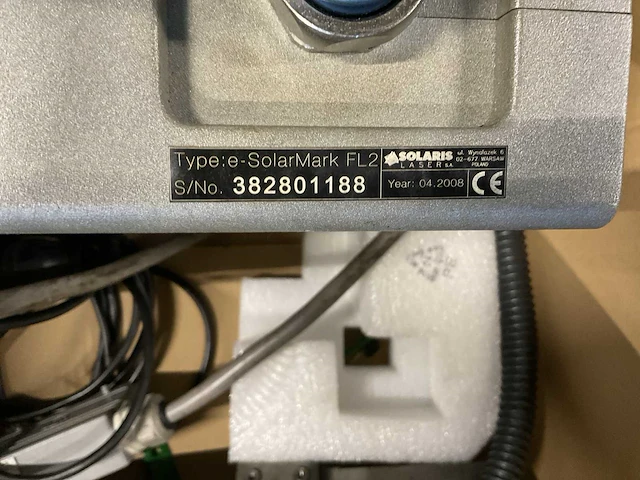 Type:e-SolarMark FL2
S/No. 382801188
SOLARIS
LASER S.A.
ul. Wynalazek 6
02-677 WARSAW
POLAND
Year: 04.2008
CE